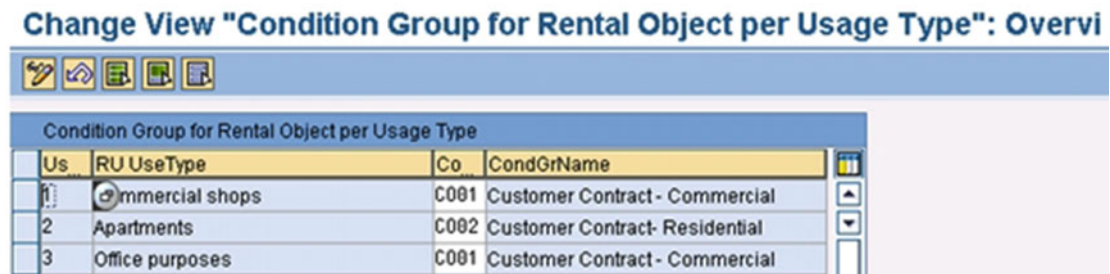 Change View "Condition Group for Rental Object per Usage Type": Overvi
Condition Group for Rental Object per Usage Type
Us... RU UseType Co... CondGrName
1 mmercial shops C001 Customer Contract - Commercial
2 Apartments C002 Customer Contract- Residential
3 Office purposes C001 Customer Contract - Commercial